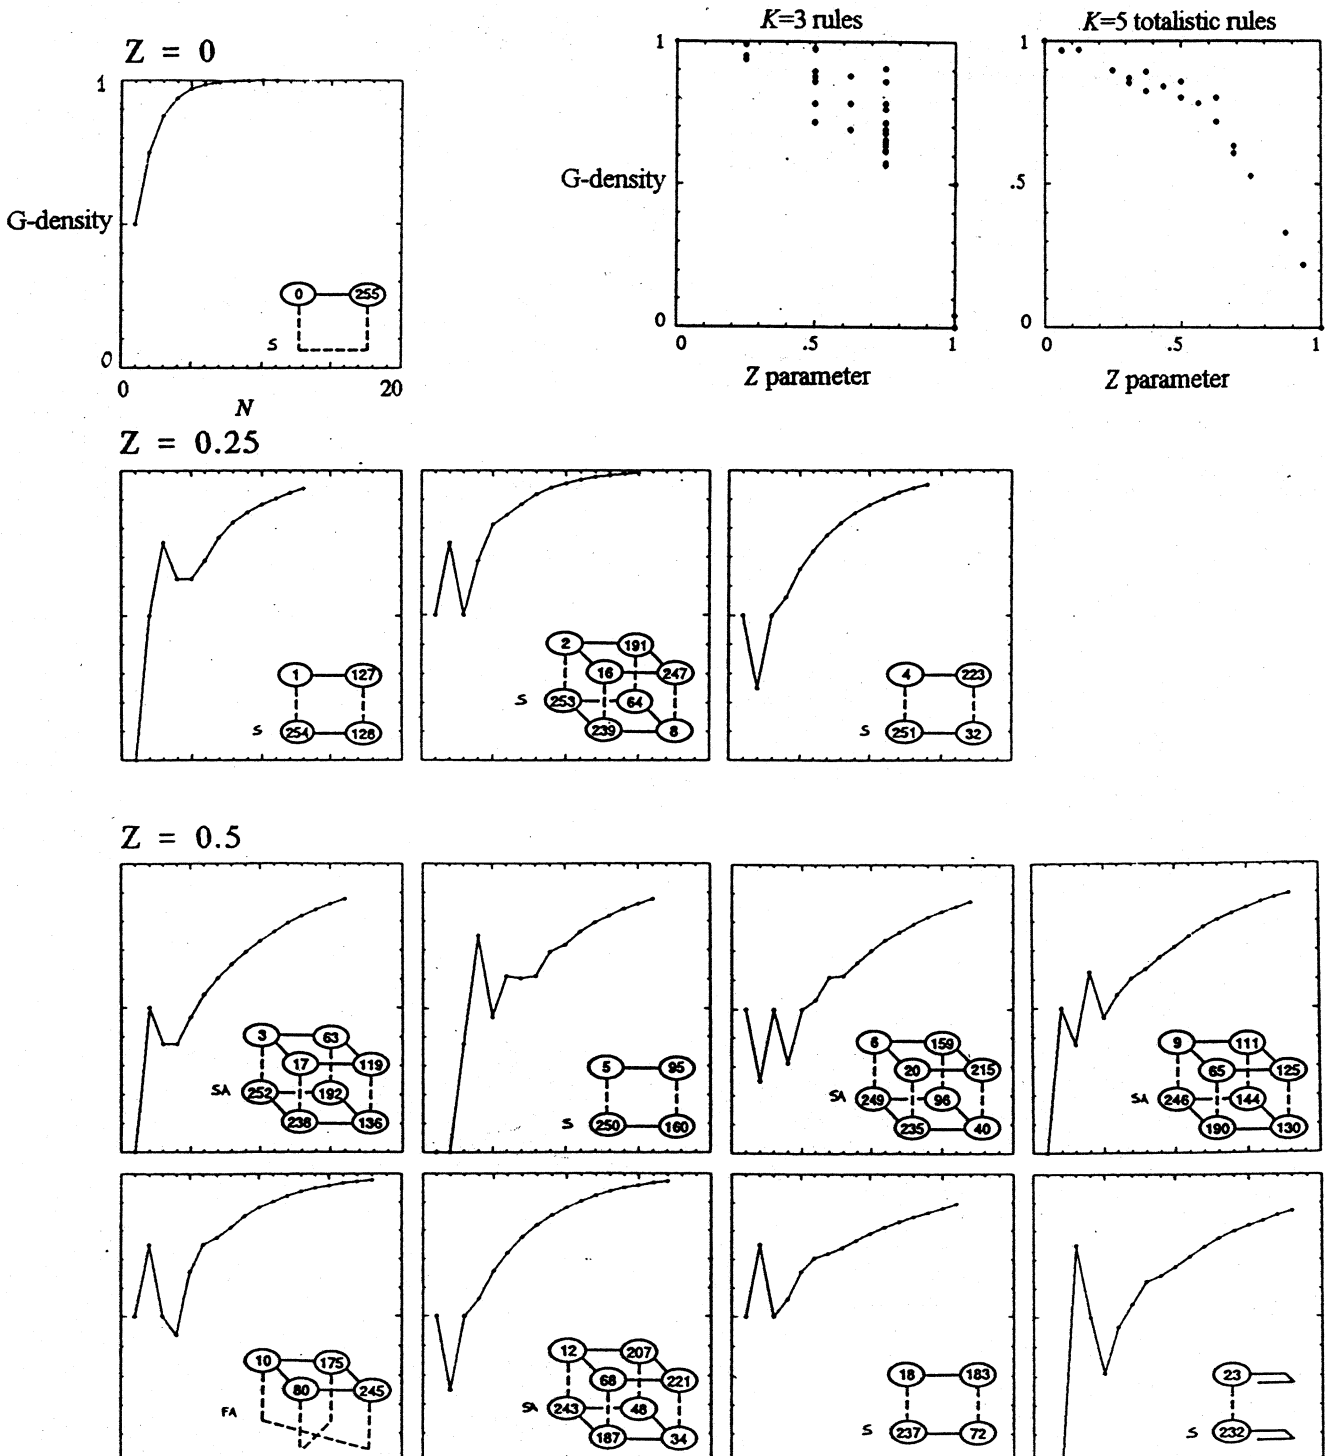 Z = 0
1
G-density
0 255
S
0
0 20
N
K=3 rules
1
G-density
0
0 .5 1
Z parameter
K=5 totalistic rules
1
.5
0
0 .5 1
Z parameter
Z = 0.25
1 127
S 254 128
2 191
16 247
S 253 64
239 8
4 223
S 251 32
Z = 0.5
3 63
17 119
SA 252 192
238 136
5 95
S 250 160
6 159
20 215
SA 249 96
235 40
9 111
65 125
SA 246 144
190 130
10 175
80 245
FA
12 207
68 221
SA 243 48
187 34
18 183
S 237 72
23
S 232